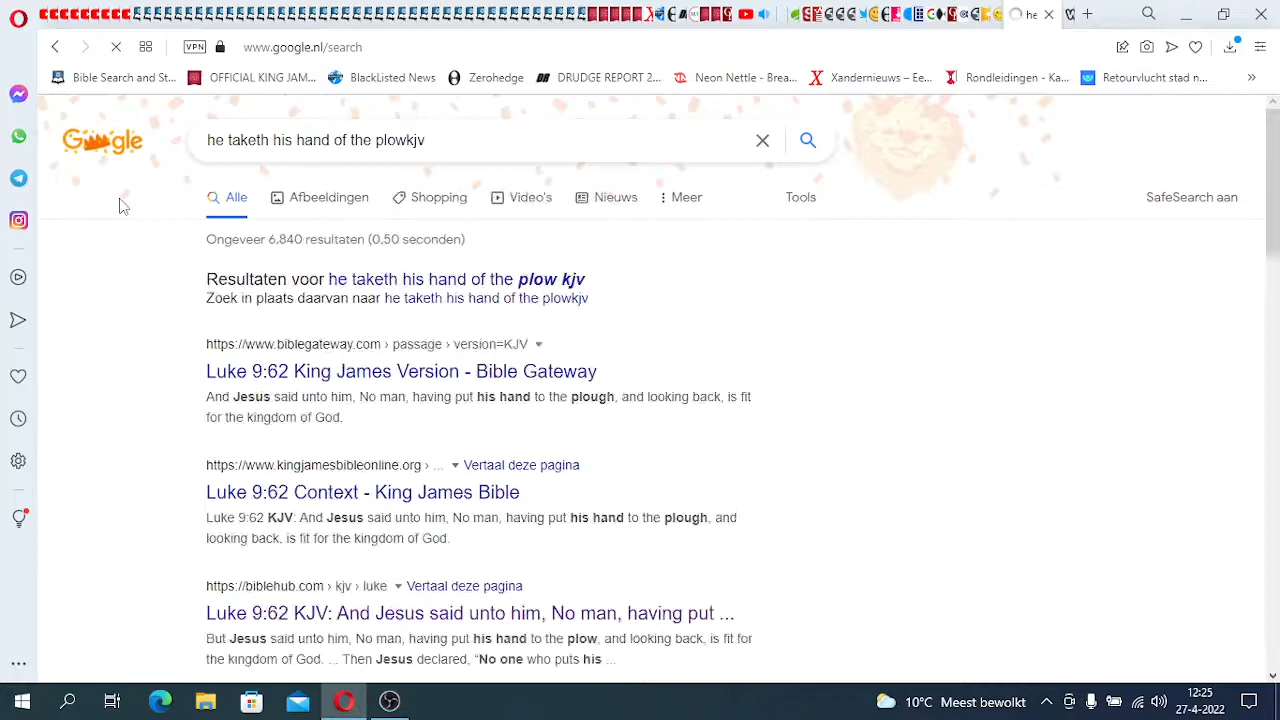 he
www.google.nl/search
VPN
Bible Search and St...
OFFICIAL KING JAM...
BlackListed News
Zerohedge
DRUDGE REPORT 2...
Neon Nettle - Brea...
Xandernieuws – Ee...
Rondleidingen - Ka...
Retourvlucht stad n...
»
Google
he taketh his hand of the plowkjv
Alle
Afbeeldingen
Shopping
Video's
Nieuws
Meer
Tools
SafeSearch aan
Ongeveer 6.840 resultaten (0,50 seconden)
Resultaten voor he taketh his hand of the plow kjv
Zoek in plaats daarvan naar he taketh his hand of the plowkjv
https://www.biblegateway.com › passage › version=KJV
Luke 9:62 King James Version - Bible Gateway
And Jesus said unto him, No man, having put his hand to the plough, and looking back, is fit
for the kingdom of God.
https://www.kingjamesbibleonline.org › ... Vertaal deze pagina
Luke 9:62 Context - King James Bible
Luke 9:62 KJV: And Jesus said unto him, No man, having put his hand to the plough, and
looking back, is fit for the kingdom of God.
https://biblehub.com › kjv › luke Vertaal deze pagina
Luke 9:62 KJV: And Jesus said unto him, No man, having put ...
But Jesus said unto him, No man, having put his hand to the plow, and looking back, is fit for
the kingdom of God. ... Then Jesus declared, “No one who puts his ...
10°C Meest bewolkt
12:25
27-4-2022